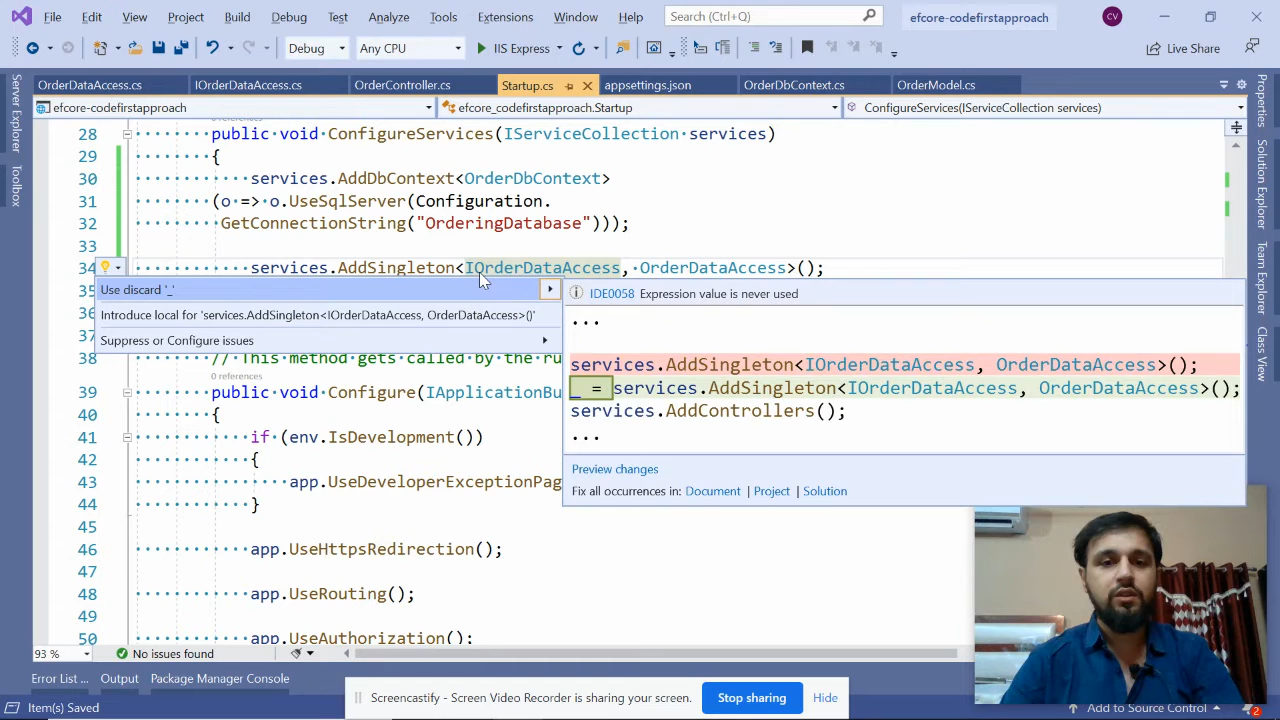 File Edit View Project Build Debug Test Analyze Tools Extensions Window Help Search (Ctrl+Q) efcore-codefirstapproach CV
Debug Any CPU IIS Express Live Share
OrderDataAccess.cs IOrderDataAccess.cs OrderController.cs Startup.cs appsettings.json OrderDbContext.cs OrderModel.cs
efcore-codefirstapproach efcore_codefirstapproach.Startup ConfigureServices(IServiceCollection services)
Server Explorer
Toolbox
Properties
Solution Explorer
Team Explorer
28 public void ConfigureServices(IServiceCollection services)
29 {
30 services.AddDbContext<OrderDbContext>
31 (o => o.UseSqlServer(Configuration.
32 GetConnectionString("OrderingDatabase")));
33
34 services.AddSingleton<IOrderDataAccess, OrderDataAccess>();
Use discard '_'
Introduce local for 'services.AddSingleton<IOrderDataAccess, OrderDataAccess>()'
Suppress or Configure issues
IDE0058 Expression value is never used
...
services.AddSingleton<IOrderDataAccess, OrderDataAccess>();
_ = services.AddSingleton<IOrderDataAccess, OrderDataAccess>();
services.AddControllers();
...
Preview changes
Fix all occurrences in: Document | Project | Solution
38 // This method gets called by the ru
0 references
39 public void Configure(IApplicationBu
40 {
41 if (env.IsDevelopment())
42 {
43 app.UseDeveloperExceptionPag
44 }
45
46 app.UseHttpsRedirection();
47
48 app.UseRouting();
49
50 app.UseAuthorization();
93 % No issues found
Error List ... Output Package Manager Console
Screencastify - Screen Video Recorder is sharing your screen. Stop sharing Hide
Item(s) Saved Add to Source Control 2